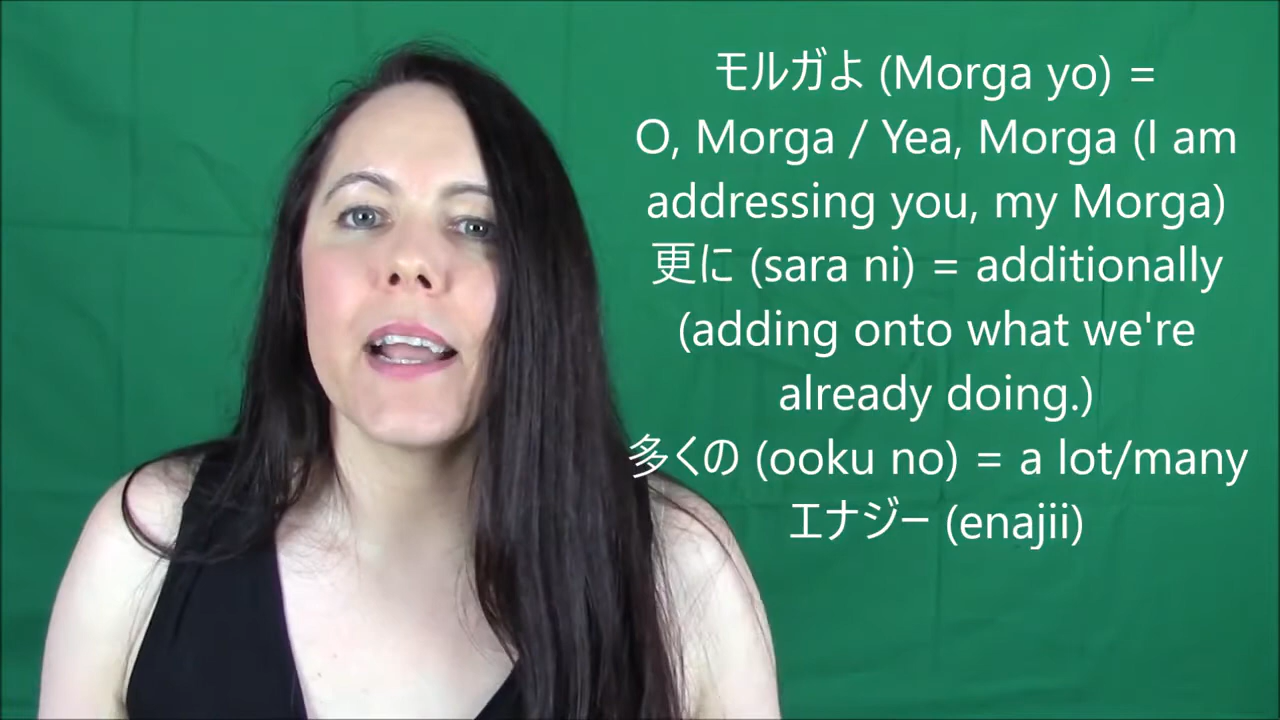 モルガよ (Morga yo) =
O, Morga / Yea, Morga (I am
addressing you, my Morga)
更に (sara ni) = additionally
(adding onto what we're
already doing.)
多くの (ooku no) = a lot/many
エナジー (enajii)